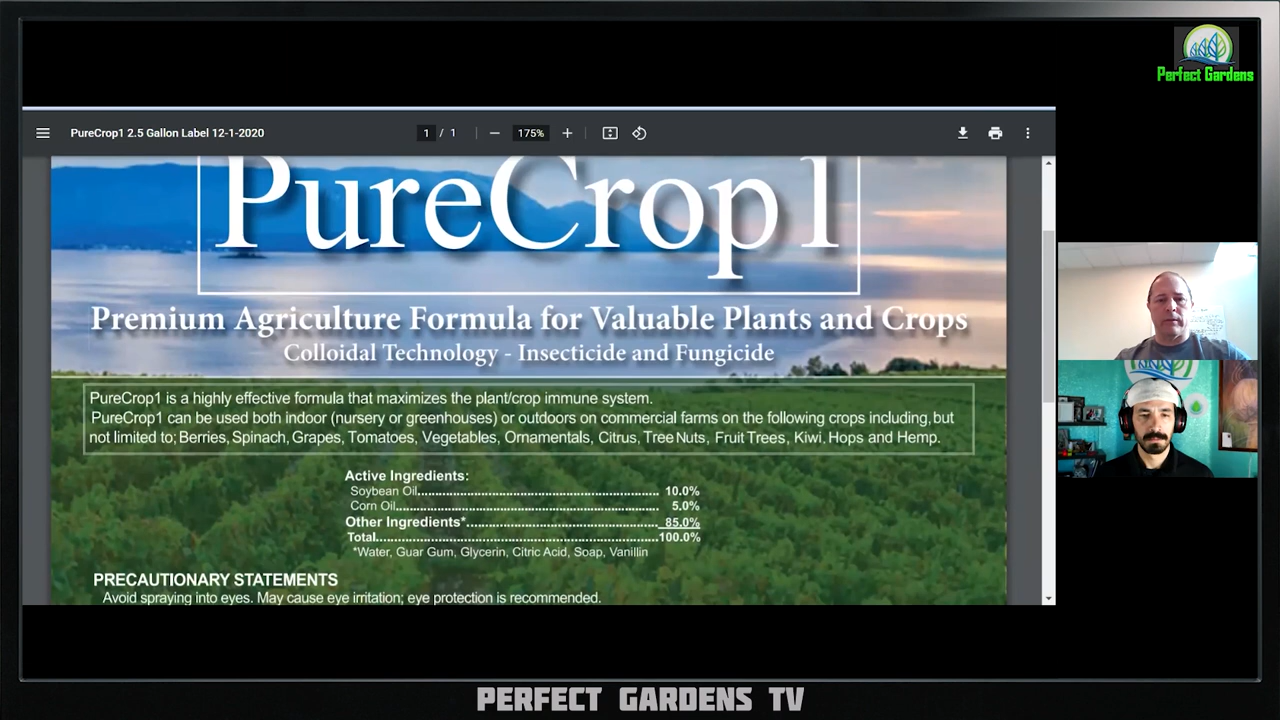 Perfect Gardens
PureCrop1 2.5 Gallon Label 12-1-2020
1 / 1
175%
PureCrop1
Premium Agriculture Formula for Valuable Plants and Crops
Colloidal Technology - Insecticide and Fungicide
PureCrop1 is a highly effective formula that maximizes the plant/crop immune system.
PureCrop1 can be used both indoor (nursery or greenhouses) or outdoors on commercial farms on the following crops including, but
not limited to; Berries, Spinach, Grapes, Tomatoes, Vegetables, Ornamentals, Citrus, Tree Nuts, Fruit Trees, Kiwi, Hops and Hemp.
Active Ingredients:
Soybean Oil 10.0%
Corn Oil 5.0%
Other Ingredients* 85.0%
Total 100.0%
*Water, Guar Gum, Glycerin, Citric Acid, Soap, Vanillin
PRECAUTIONARY STATEMENTS
Avoid spraying into eyes. May cause eye irritation; eye protection is recommended.
PERFECT GARDENS TV